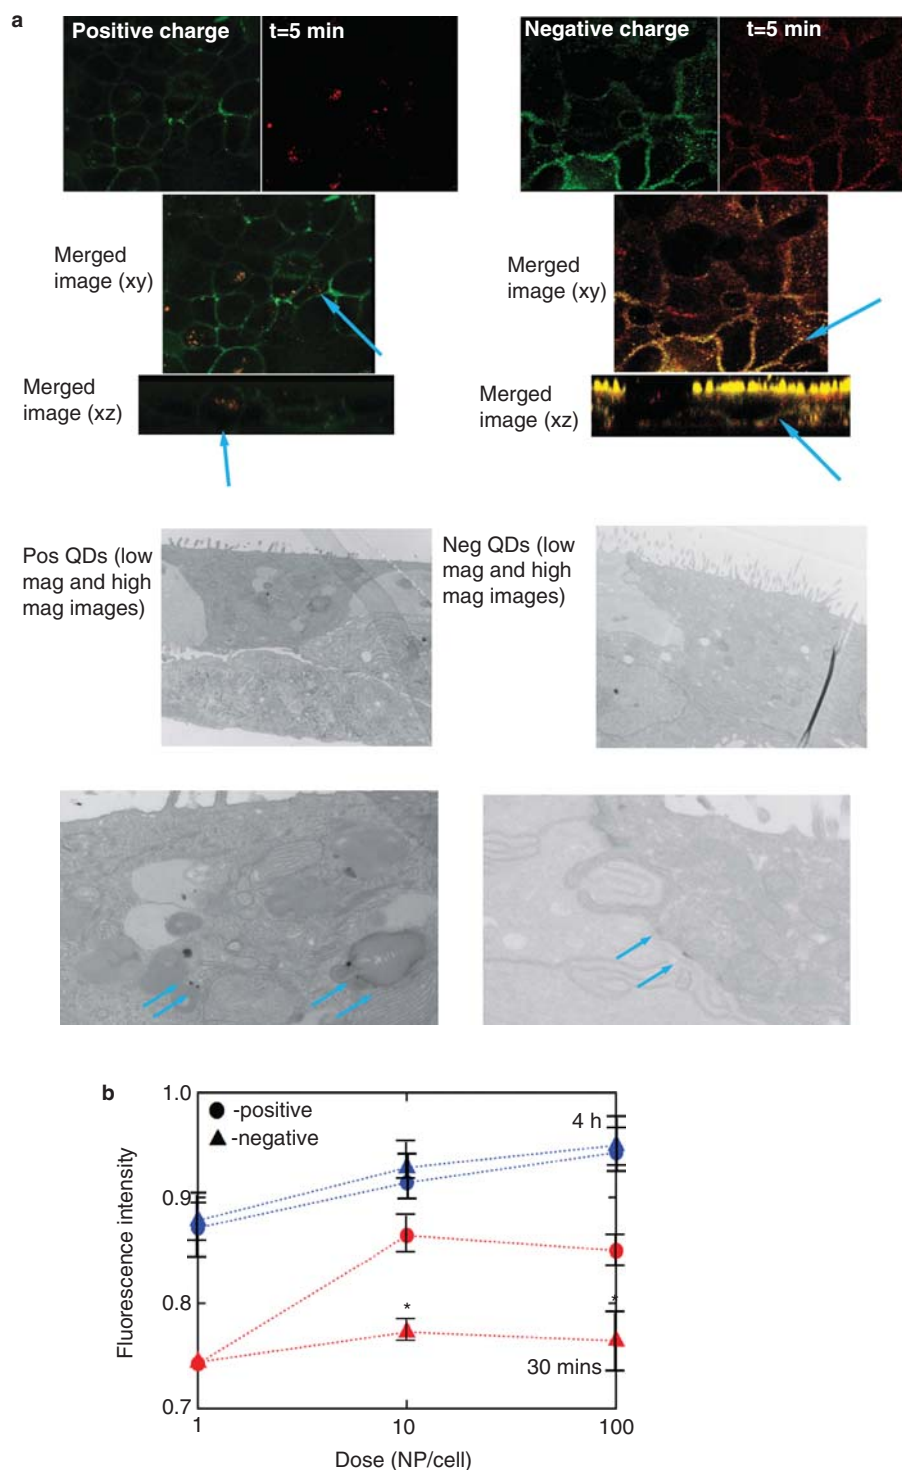 a
Positive charge
t=5 min
Negative charge
t=5 min
Merged
image (xy)
Merged
image (xy)
Merged
image (xz)
Merged
image (xz)
Pos QDs (low
mag and high
mag images)
Neg QDs (low
mag and high
mag images)
b
1.0
0.9
0.8
0.7
Fluorescence intensity
-positive
-negative
4 h
*
*
30 mins
1
10
100
Dose (NP/cell)